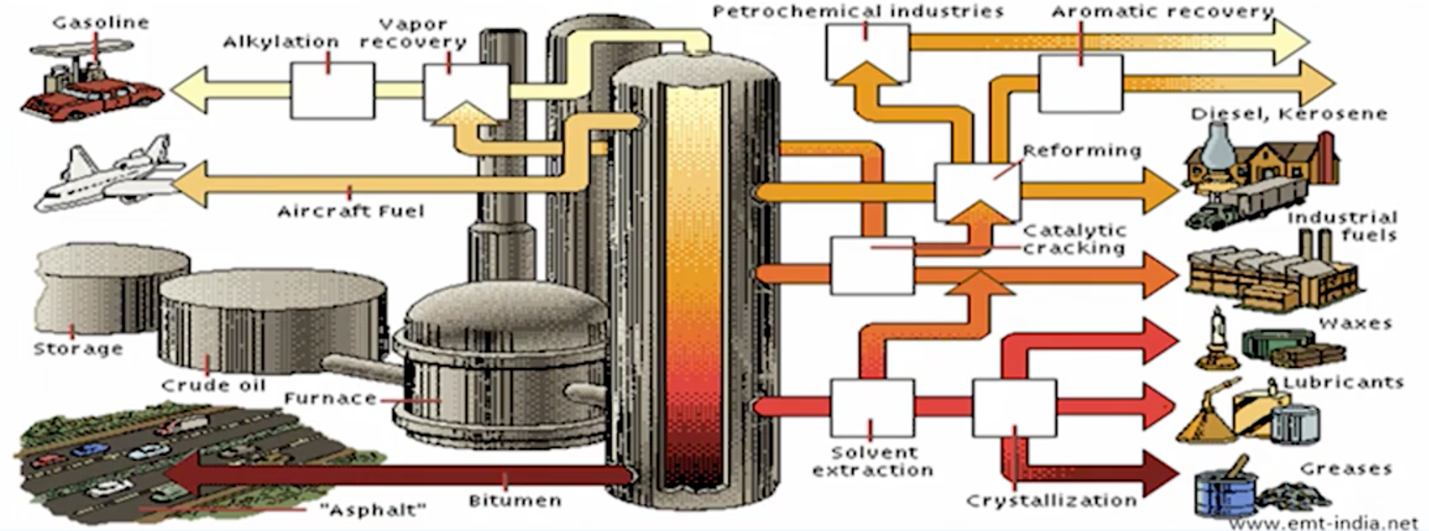 Gasoline
Alkylation
Vapor
recovery
Petrochemical industries
Aromatic recovery
Diesel, Kerosene
Reforming
Aircraft Fuel
Industrial
fuels
Catalytic
cracking
Storage
Crude oil
Furnace
Waxes
Lubricants
Solvent
extraction
Greases
Bitumen
Crystallization
"Asphalt"
www.emt-india.net